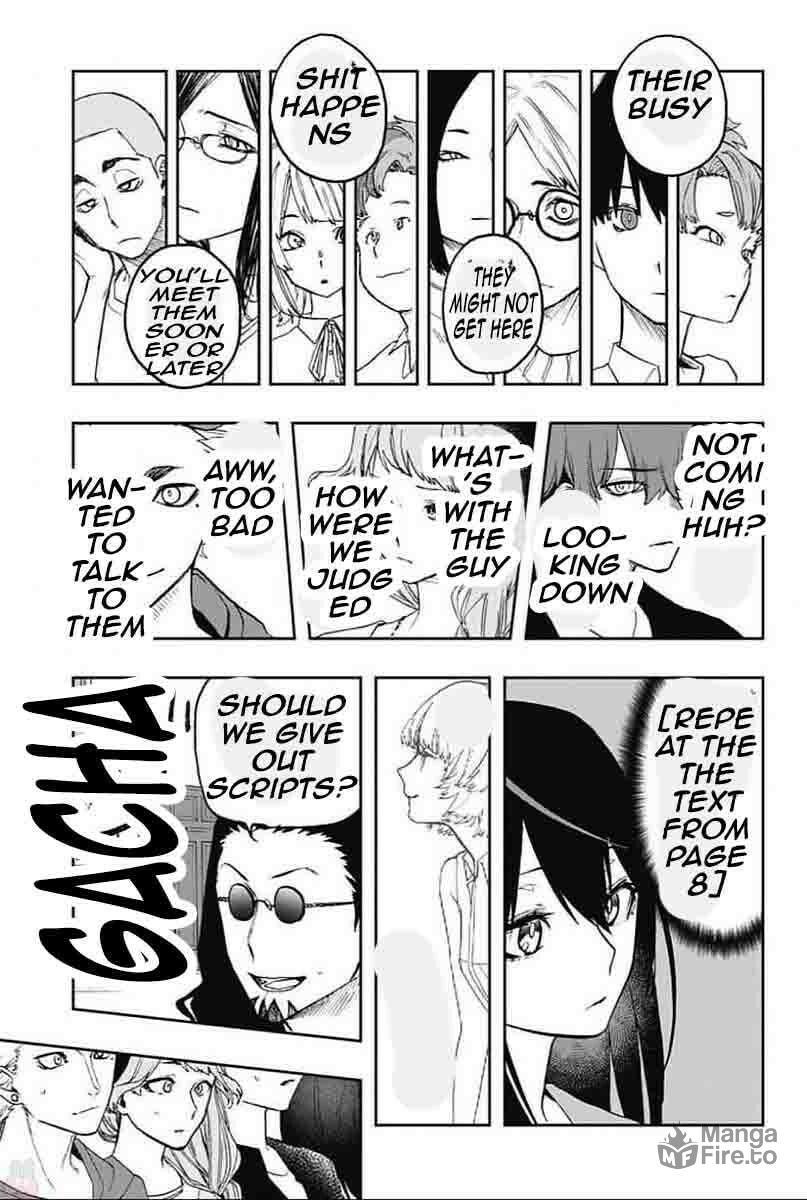 THEIR
BUSY
SHIT
HAPPE
NS
THEY
MIGHT NOT
GET HERE
YOU'LL
MEET
THEM
SOON
ER OR
LATER
NOT
COMI
NG
HUH?
LOO-
KING
DOWN
WHAT-
'S
WITH
THE
GUY
HOW
WERE
WE
JUDG
ED
AWW,
TOO
BAD
WAN-
TED
TO
TALK
TO
THEM
[REPE
AT THE
THE
TEXT
FROM
PAGE
8]
SHOULD
WE GIVE
OUT
SCRIPTS?
GACHA
MF
Manga
Fire.to